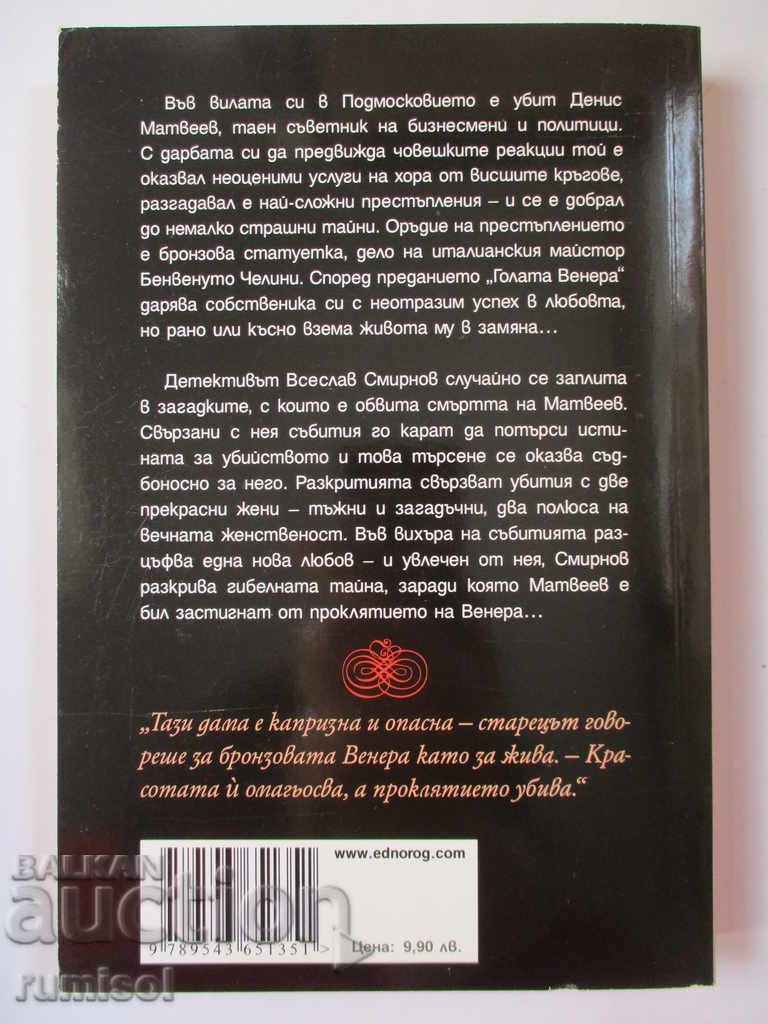 Във вилата си в Подмосковието е убит Денис
Матвеев, таен съветник на бизнесмени и политици.
С дарбата си да предвижда човешките реакции той е
оказвал неоценими услуги на хора от висшите кръгове,
разгадавал е най-сложни престъпления – и се е добрал
до немалко страшни тайни. Оръдие на престъплението
е бронзова статуетка, дело на италианския майстор
Бенвенуто Челини. Според преданието „Голата Венера“
дарява собственика си с неотразим успех в любовта,
но рано или късно взема живота му в замяна…
Детективът Всеслав Смирнов случайно се заплита
в загадките, с които е обвита смъртта на Матвеев.
Свързани с нея събития го карат да потърси исти-
ната за убийството и това търсене се оказва съд-
боносно за него. Разкритията свързват убития с две
прекрасни жени – тъжни и загадъчни, два полюса на
вечната женственост. Във вихъра на събитията раз-
цъфва една нова любов – и увлечен от нея, Смирнов
разкрива гибелната тайна, заради която Матвеев е
бил застигнат от проклятието на Венера…
„Тази дама е капризна и опасна – старецът гово-
реше за бронзовата Венера като за жива. – Кра-
сотата ѝ омагьосва, а проклятието убива.“
www.ednorog.com
9 789543 651351 >
Цена: 9,90 лв.
BALKAN
auction
rumisol